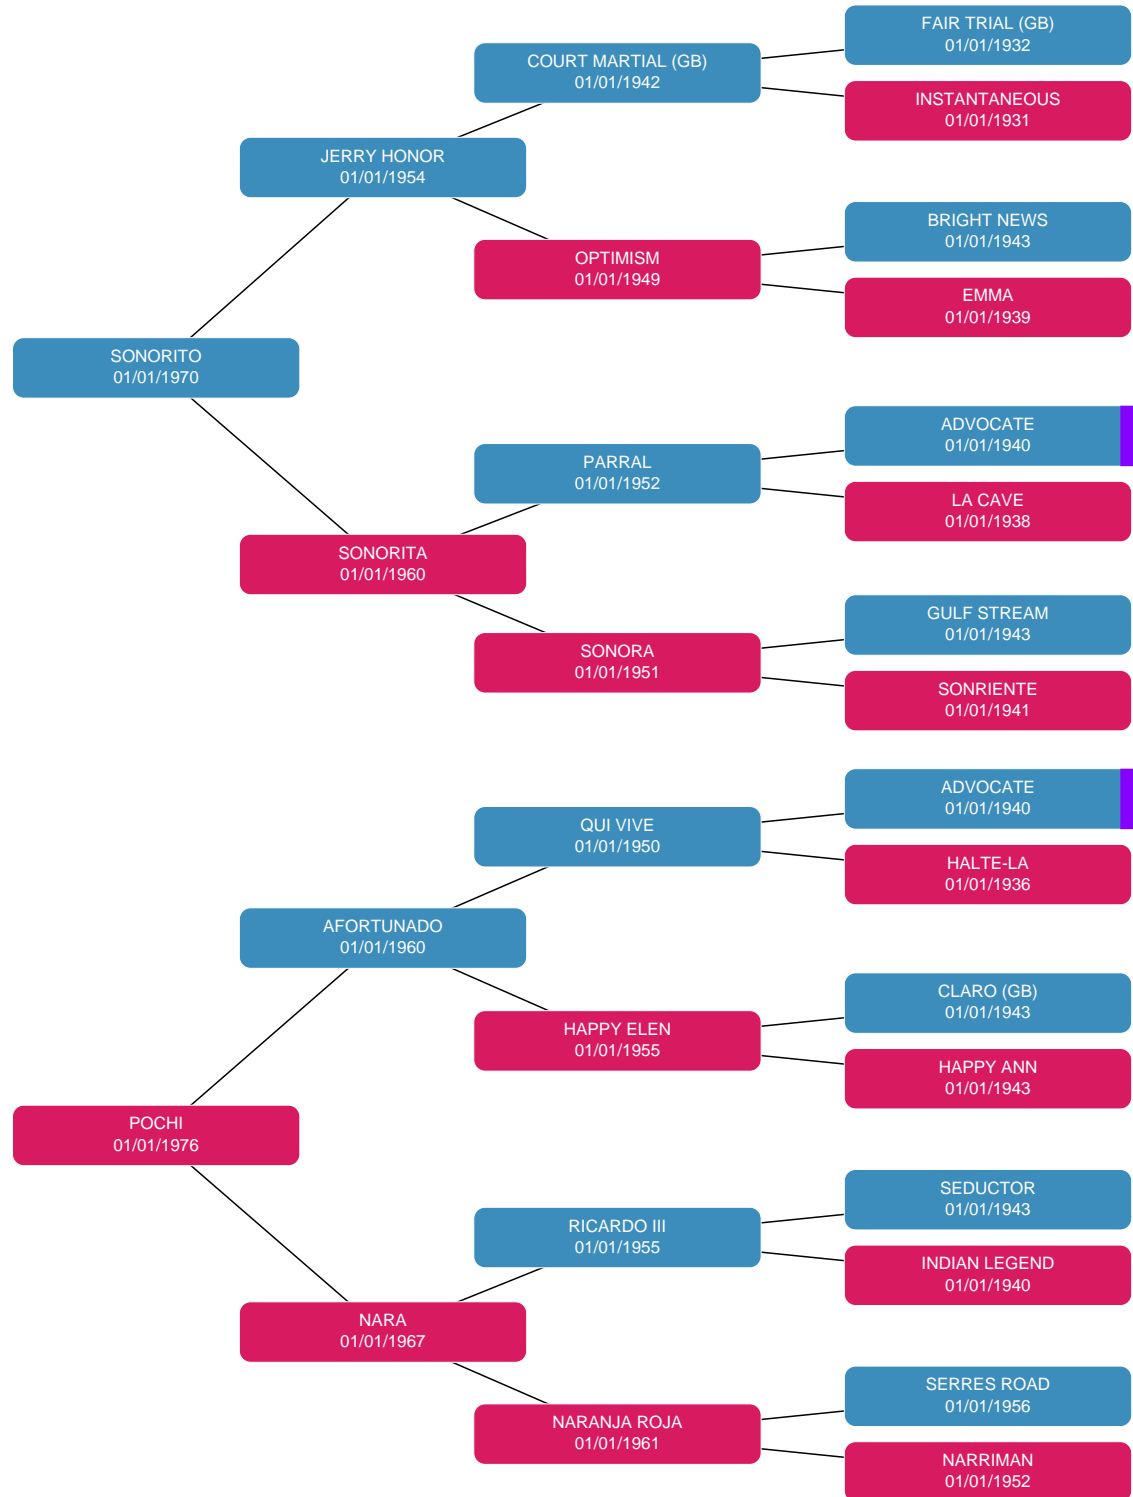 FAIR TRIAL (GB)
01/01/1932
COURT MARTIAL (GB)
01/01/1942
INSTANTANEOUS
01/01/1931
JERRY HONOR
01/01/1954
BRIGHT NEWS
01/01/1943
OPTIMISM
01/01/1949
EMMA
01/01/1939
SONORITO
01/01/1970
ADVOCATE
01/01/1940
PARRAL
01/01/1952
LA CAVE
01/01/1938
SONORITA
01/01/1960
GULF STREAM
01/01/1943
SONORA
01/01/1951
SONRIENTE
01/01/1941
ADVOCATE
01/01/1940
QUI VIVE
01/01/1950
HALTE-LA
01/01/1936
AFORTUNADO
01/01/1960
CLARO (GB)
01/01/1943
HAPPY ELEN
01/01/1955
HAPPY ANN
01/01/1943
POCHI
01/01/1976
SEDUCTOR
01/01/1943
RICARDO III
01/01/1955
INDIAN LEGEND
01/01/1940
NARA
01/01/1967
SERRES ROAD
01/01/1956
NARANJA ROJA
01/01/1961
NARRIMAN
01/01/1952